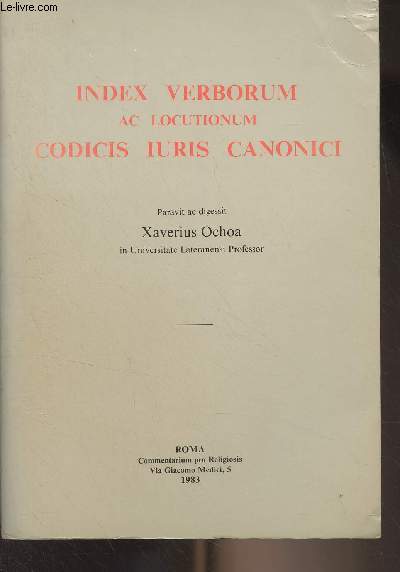 le-livre.com
INDEX VERBORUM
AC LOCUTIONUM
CODICIS IURIS CANONICI
Paravit ac digessit
Xaverius Ochoa
in Universitate Lateranensi Professor
ROMA
Commentarium pro Religiosis
Via Giacomo Medici, 5
1983